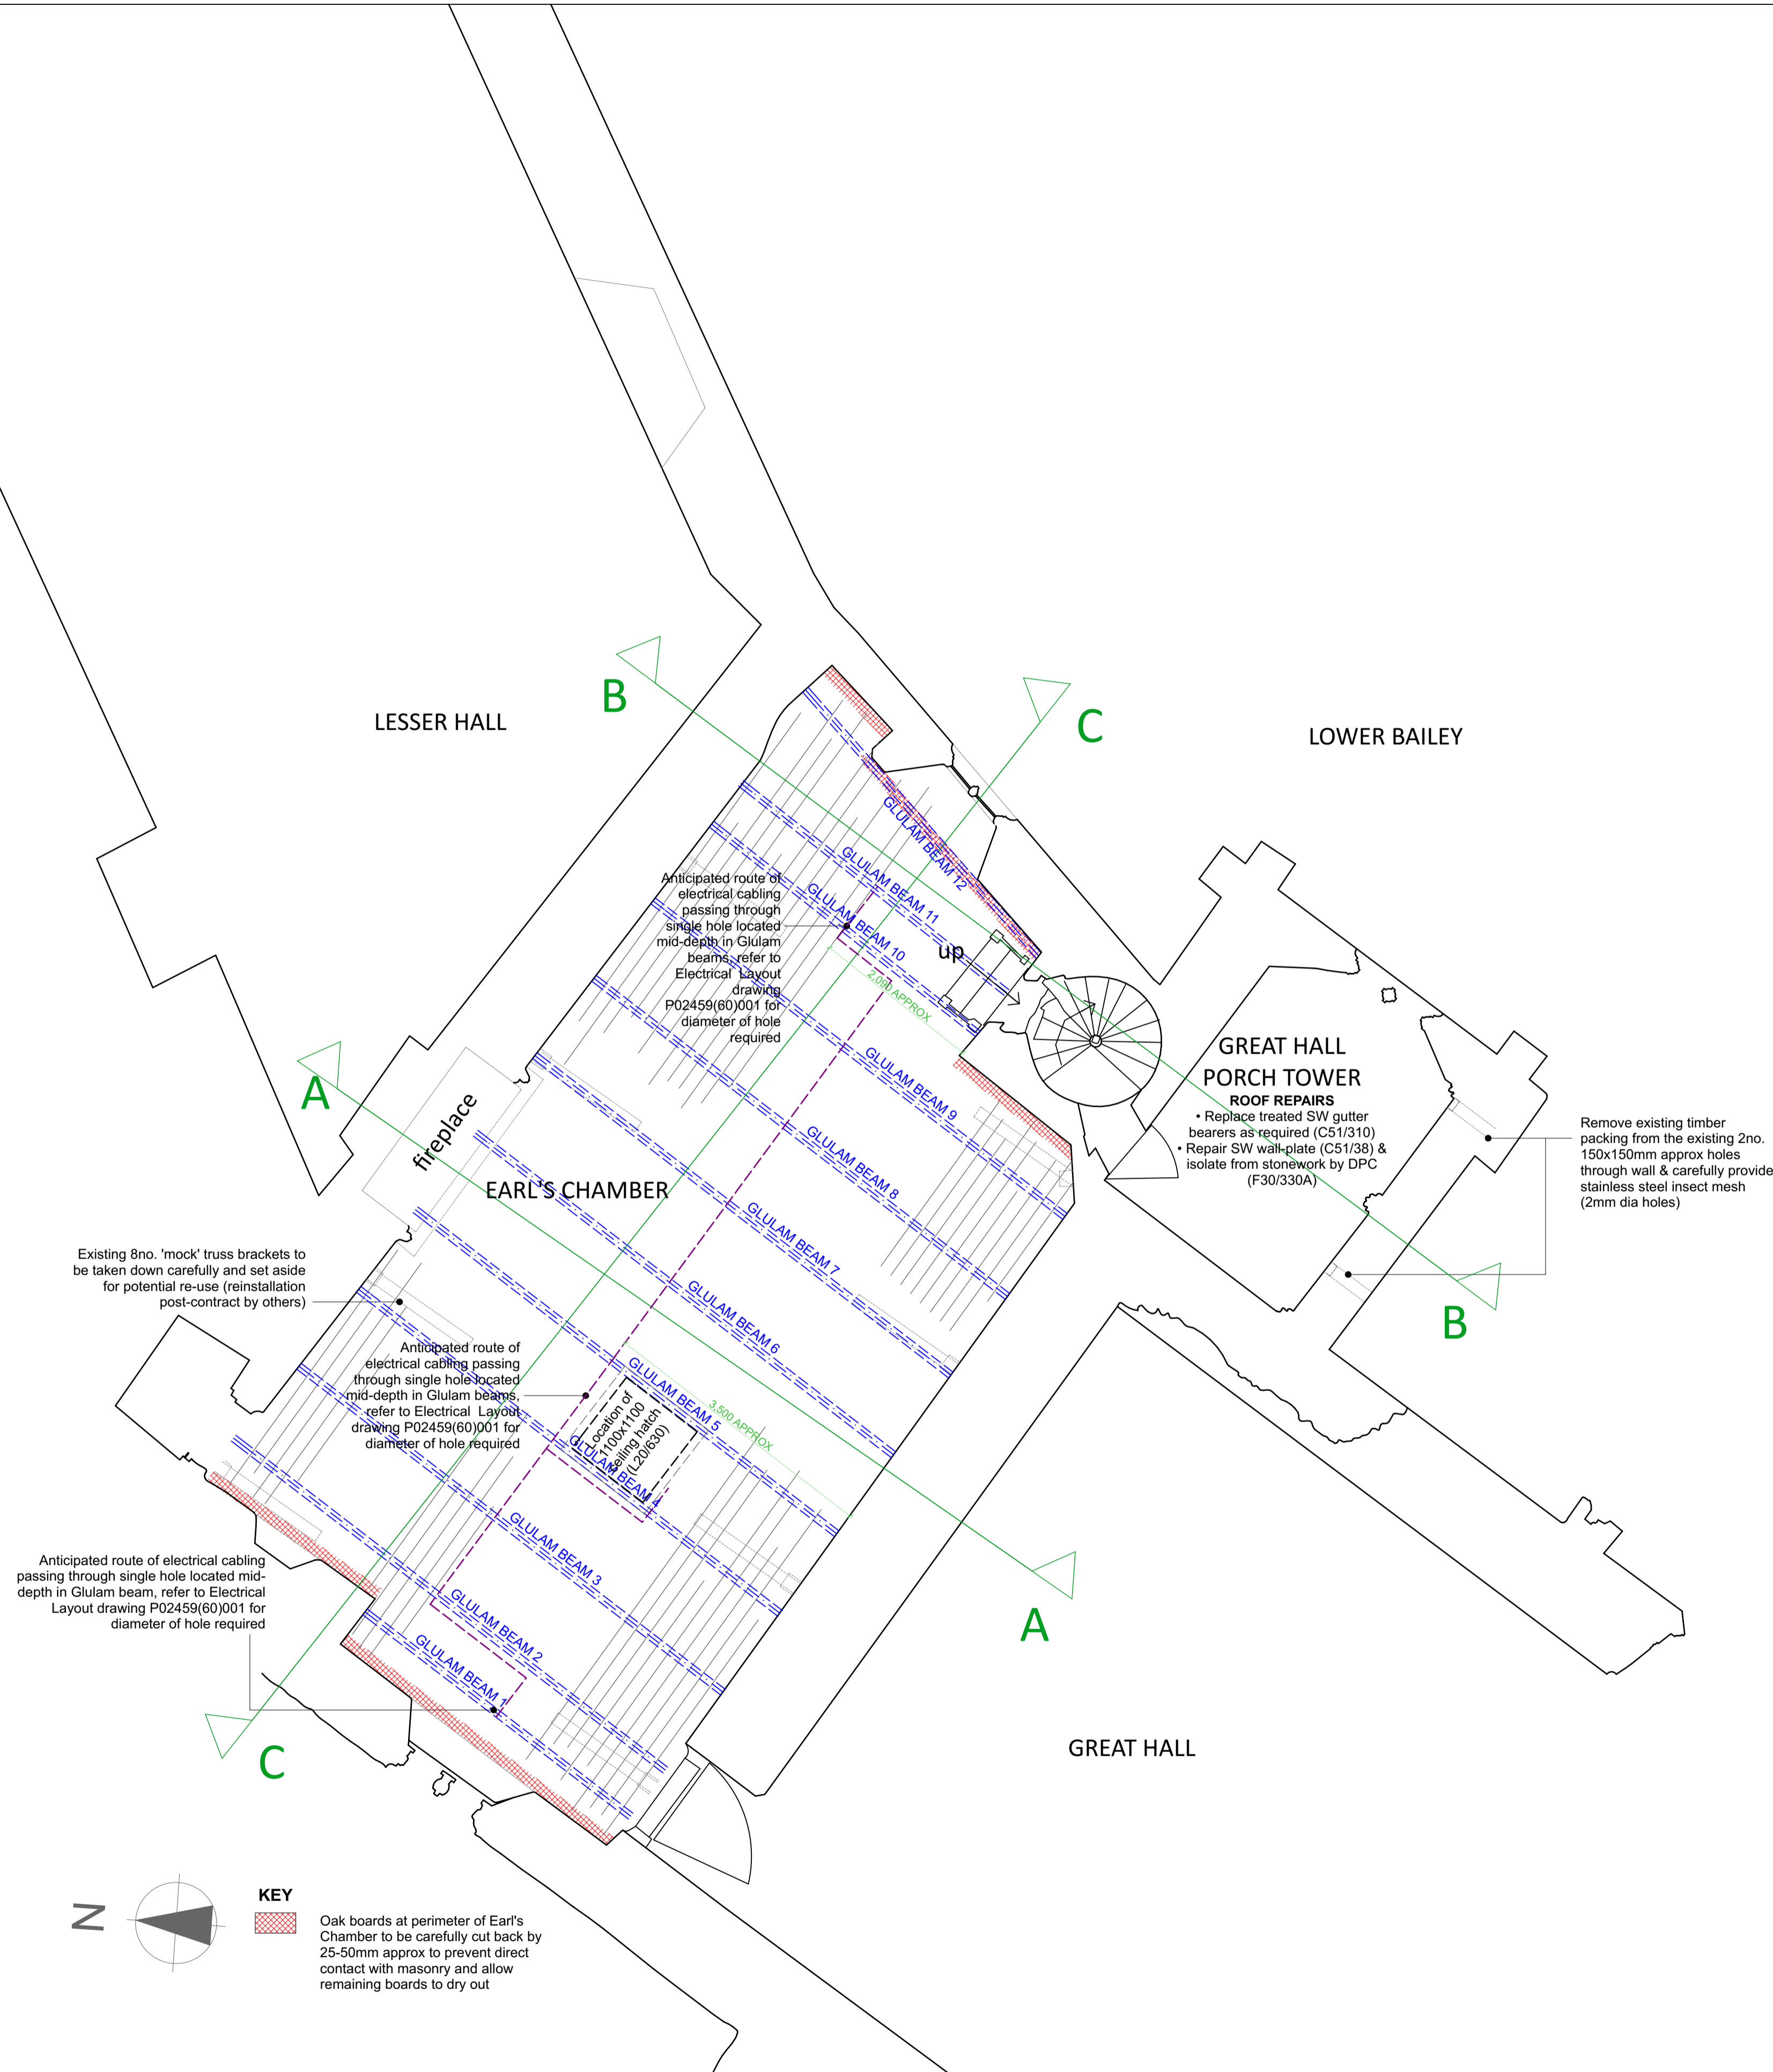 B
C
LESSER HALL
LOWER BAILEY
GLULAM BEAM 12
GLULAM BEAM 11
GLULAM BEAM 10
Anticipated route of
electrical cabling
passing through
single hole located
mid-depth in Glulam
beams, refer to
Electrical Layout
drawing
P02459(60)001 for
diameter of hole
required
up
2,090 APPROX
GLULAM BEAM 9
GREAT HALL
PORCH TOWER
ROOF REPAIRS
• Replace treated SW gutter
bearers as required (C51/310)
• Repair SW wall-plate (C51/38) &
isolate from stonework by DPC
(F30/330A)
Remove existing timber
packing from the existing 2no.
150x150mm approx holes
through wall & carefully provide
stainless steel insect mesh
(2mm dia holes)
A
fireplace
GLULAM BEAM 8
EARL'S CHAMBER
GLULAM BEAM 7
Existing 8no. 'mock' truss brackets to
be taken down carefully and set aside
for potential re-use (reinstallation
post-contract by others)
GLULAM BEAM 6
B
Anticipated route of
electrical cabling passing
through single hole located
mid-depth in Glulam beams,
refer to Electrical Layout
drawing P02459(60)001 for
diameter of hole required
GLULAM BEAM 5
3,500 APPROX
Location of
1100x1100
ceiling hatch
(L20/630)
GLULAM BEAM 4
GLULAM BEAM 3
Anticipated route of electrical cabling
passing through single hole located mid-
depth in Glulam beam, refer to Electrical
Layout drawing P02459(60)001 for
diameter of hole required
GLULAM BEAM 2
GLULAM BEAM 1
A
C
GREAT HALL
N
KEY
Oak boards at perimeter of Earl's
Chamber to be carefully cut back by
25-50mm approx to prevent direct
contact with masonry and allow
remaining boards to dry out